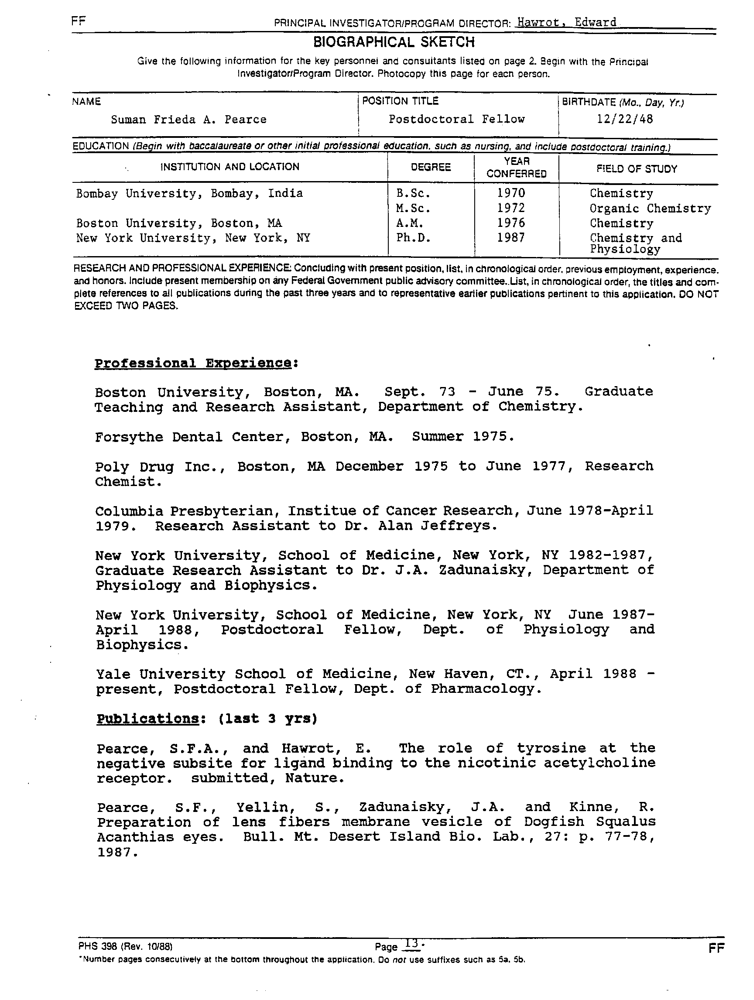 FF
PRINCIPAL INVESTIGATOR/PROGRAM DIRECTOR: Hawrot, Edward
BIOGRAPHICAL SKETCH
Give the following information for the key personnel and consultants listed on page 2. Begin with the Principal
Investigator/Program Director. Photocopy this page for each person.
NAME
POSITION TITLE
BIRTHDATE (Mo., Day, Yr.)
Suman Frieda A. Pearce
Postdoctoral Fellow
12/22/48
EDUCATION (Begin with baccalaureate or other initial professional education, such as nursing, and include postdoctoral training.)
INSTITUTION AND LOCATION
DEGREE
YEAR
CONFERRED
FIELD OF STUDY
Bombay University, Bombay, India B.Sc. 1970 Chemistry
M.Sc. 1972 Organic Chemistry
Boston University, Boston, MA A.M. 1976 Chemistry
New York University, New York, NY Ph.D. 1987 Chemistry and
Physiology
RESEARCH AND PROFESSIONAL EXPERIENCE: Concluding with present position, list, in chronological order, previous employment, experience,
and honors. Include present membership on any Federal Government public advisory committee. List, in chronological order, the titles and com-
plete references to all publications during the past three years and to representative earlier publications pertinent to this application. DO NOT
EXCEED TWO PAGES.
Professional Experience:
Boston University, Boston, MA. Sept. 73 - June 75. Graduate
Teaching and Research Assistant, Department of Chemistry.
Forsythe Dental Center, Boston, MA. Summer 1975.
Poly Drug Inc., Boston, MA December 1975 to June 1977, Research
Chemist.
Columbia Presbyterian, Institue of Cancer Research, June 1978-April
1979. Research Assistant to Dr. Alan Jeffreys.
New York University, School of Medicine, New York, NY 1982-1987,
Graduate Research Assistant to Dr. J.A. Zadunaisky, Department of
Physiology and Biophysics.
New York University, School of Medicine, New York, NY June 1987-
April 1988, Postdoctoral Fellow, Dept. of Physiology and
Biophysics.
Yale University School of Medicine, New Haven, CT., April 1988 -
present, Postdoctoral Fellow, Dept. of Pharmacology.
Publications: (last 3 yrs)
Pearce, S.F.A., and Hawrot, E. The role of tyrosine at the
negative subsite for ligand binding to the nicotinic acetylcholine
receptor. submitted, Nature.
Pearce, S.F., Yellin, S., Zadunaisky, J.A. and Kinne, R.
Preparation of lens fibers membrane vesicle of Dogfish Squalus
Acanthias eyes. Bull. Mt. Desert Island Bio. Lab., 27: p. 77-78,
1987.
PHS 398 (Rev. 10/88)
Page 13.
FF
*Number pages consecutively at the bottom throughout the application. Do not use suffixes such as 5a, 5b.